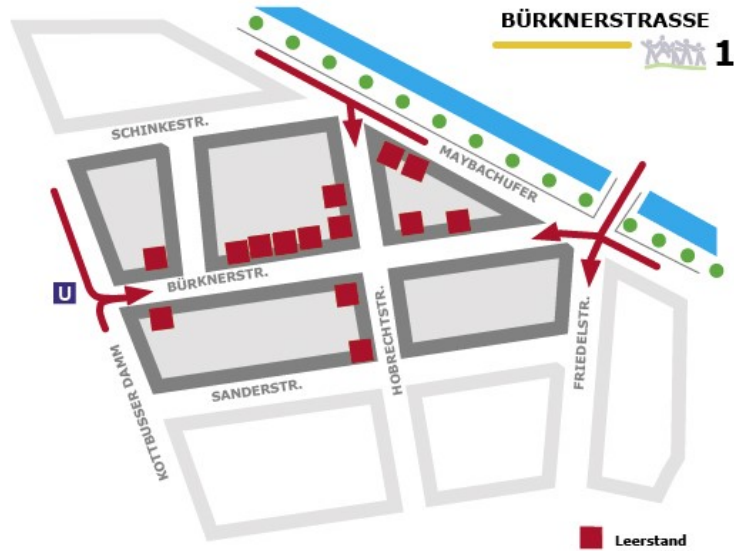 BÜRKNERSTRASSE
1
SCHINKESTR.
MAYBACHUFER
U
BÜRKNERSTR.
HOBRECHTSTR.
FRIEDELSTR.
KOTTBUSSER DAMM
SANDERSTR.
Leerstand